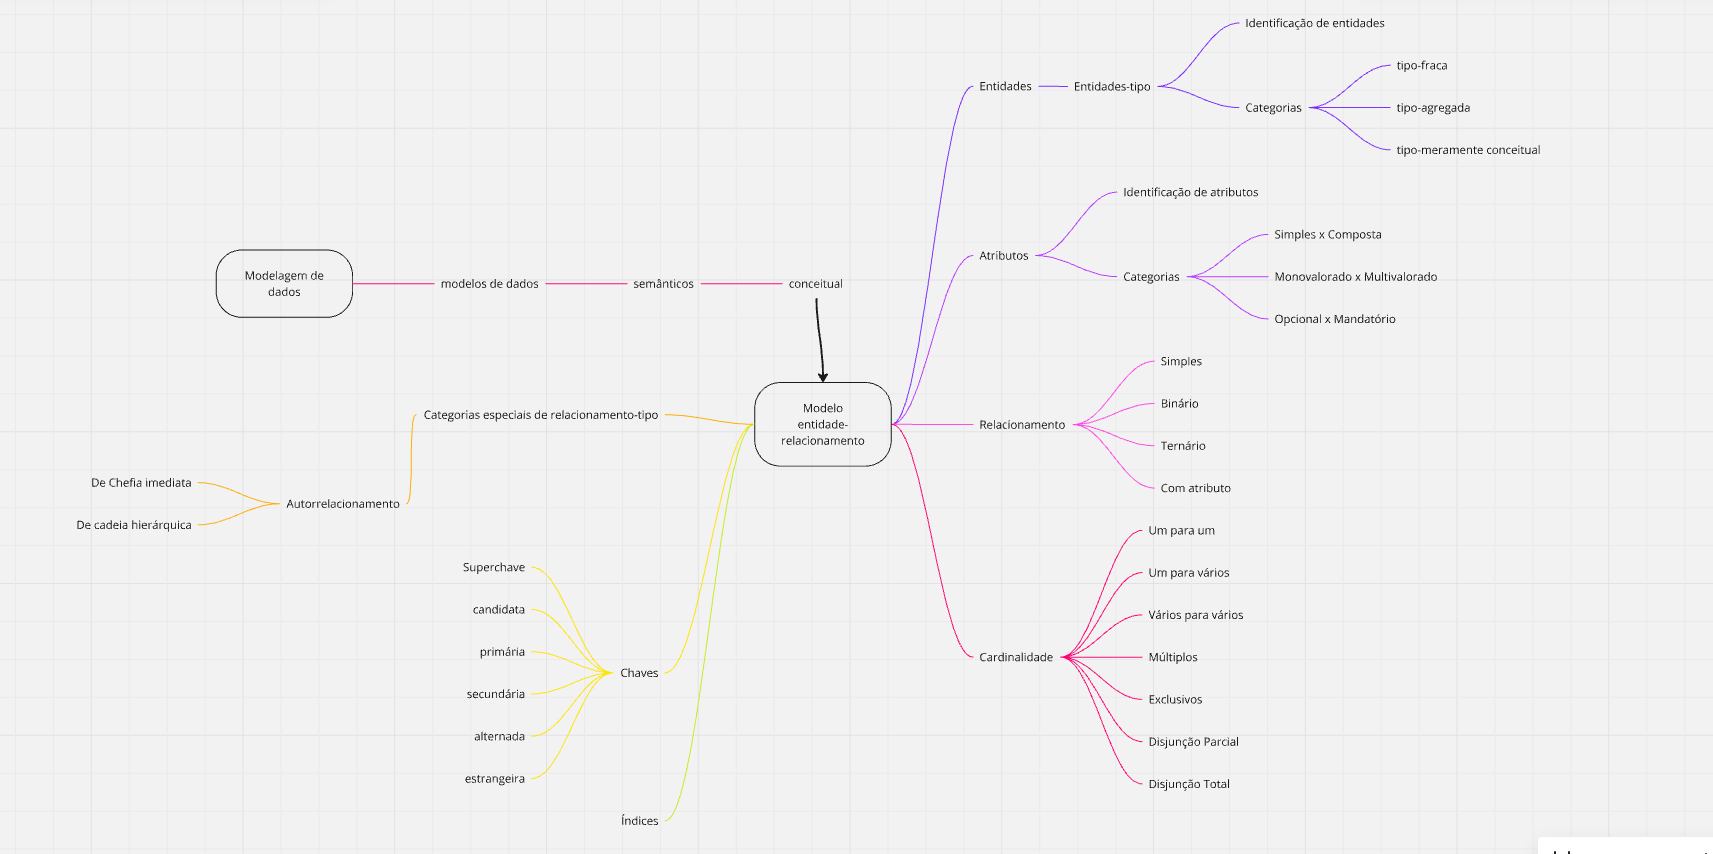 Modelagem de
dados
modelos de dados
semânticos
conceitual
Modelo
entidade-
relacionamento
Entidades
Entidades-tipo
Identificação de entidades
Categorias
tipo-fraca
tipo-agregada
tipo-meramente conceitual
Atributos
Identificação de atributos
Categorias
Simples x Composta
Monovalorado x Multivalorado
Opcional x Mandatório
Relacionamento
Simples
Binário
Ternário
Com atributo
Cardinalidade
Um para um
Um para vários
Vários para vários
Múltiplos
Exclusivos
Disjunção Parcial
Disjunção Total
Categorias especiais de relacionamento-tipo
Autorrelacionamento
De Chefia imediata
De cadeia hierárquica
Chaves
Superchave
candidata
primária
secundária
alternada
estrangeira
Índices